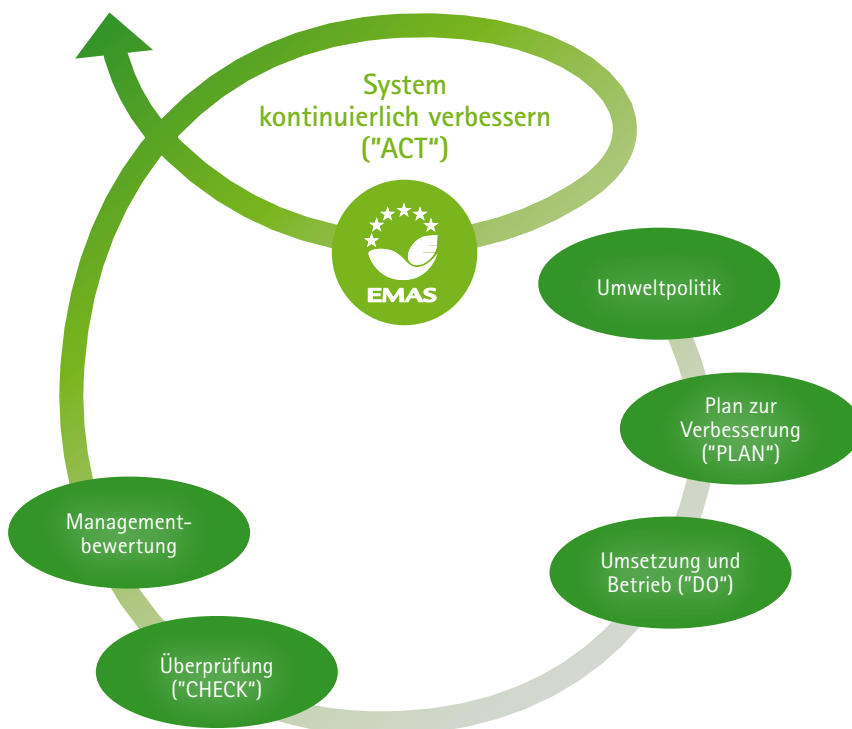 System
kontinuierlich verbessern
("ACT“)
EMAS
Umweltpolitik
Plan zur
Verbesserung
("PLAN“)
Umsetzung und
Betrieb ("DO“)
Überprüfung
("CHECK“)
Management-
bewertung